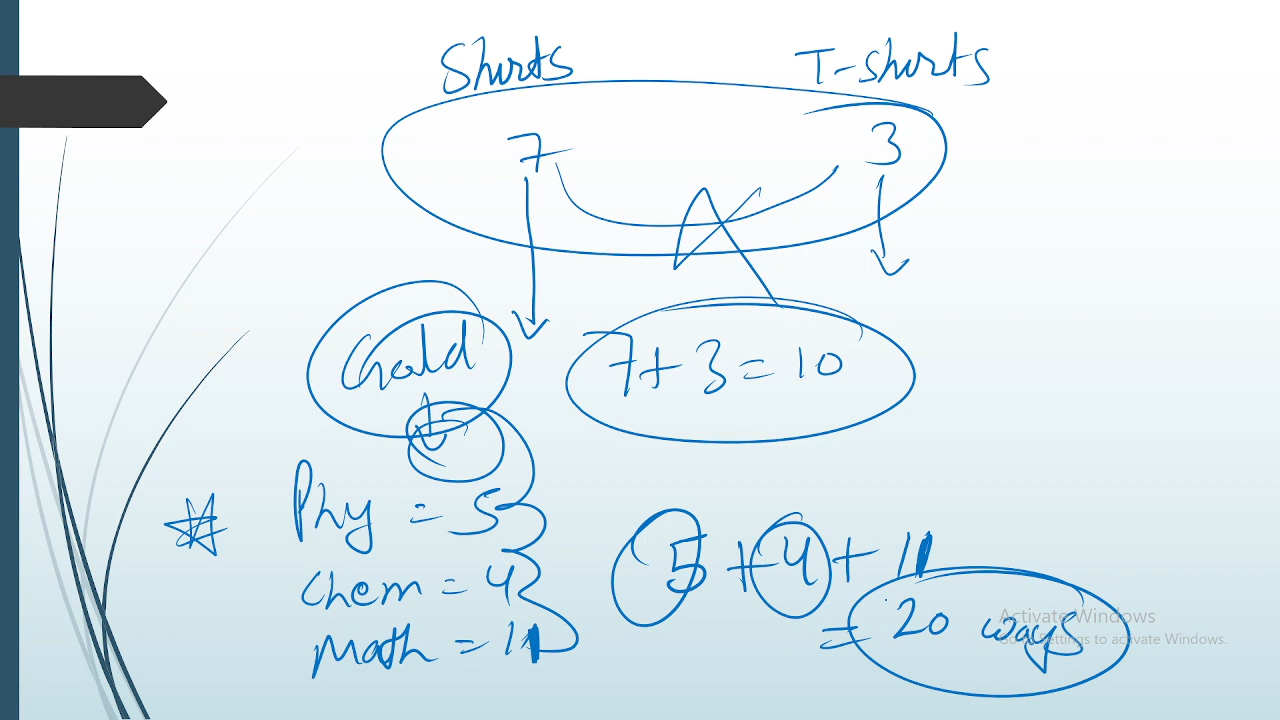 Shirts T-shirts
7 3
Gold 7+3=10
Phy = 5
Chem = 4
Math = 11
5 + 4 + 11
= 20 ways
Activate Windows
Go to Settings to activate Windows.